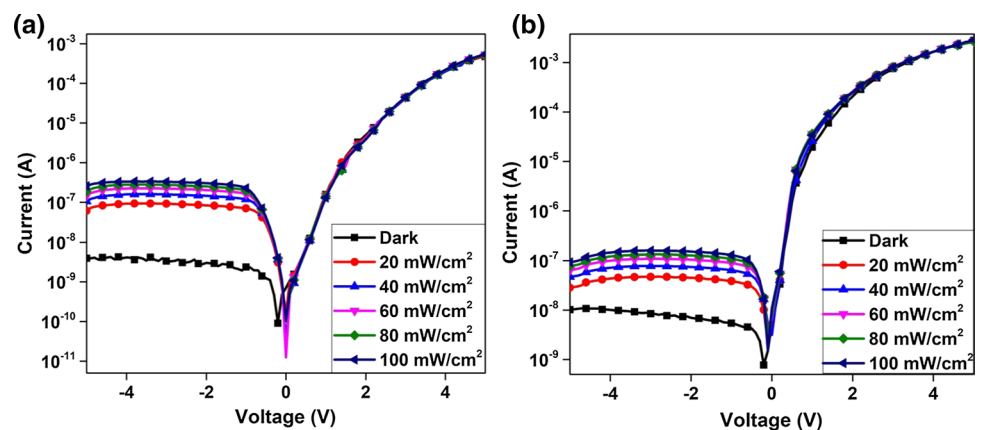 (a)
Current (A)
10⁻³
10⁻⁴
10⁻⁵
10⁻⁶
10⁻⁷
10⁻⁸
10⁻⁹
10⁻¹⁰
10⁻¹¹
-4
-2
0
2
4
Voltage (V)
Dark
20 mW/cm²
40 mW/cm²
60 mW/cm²
80 mW/cm²
100 mW/cm²
(b)
Current (A)
10⁻³
10⁻⁴
10⁻⁵
10⁻⁶
10⁻⁷
10⁻⁸
10⁻⁹
-4
-2
0
2
4
Voltage (V)
Dark
20 mW/cm²
40 mW/cm²
60 mW/cm²
80 mW/cm²
100 mW/cm²